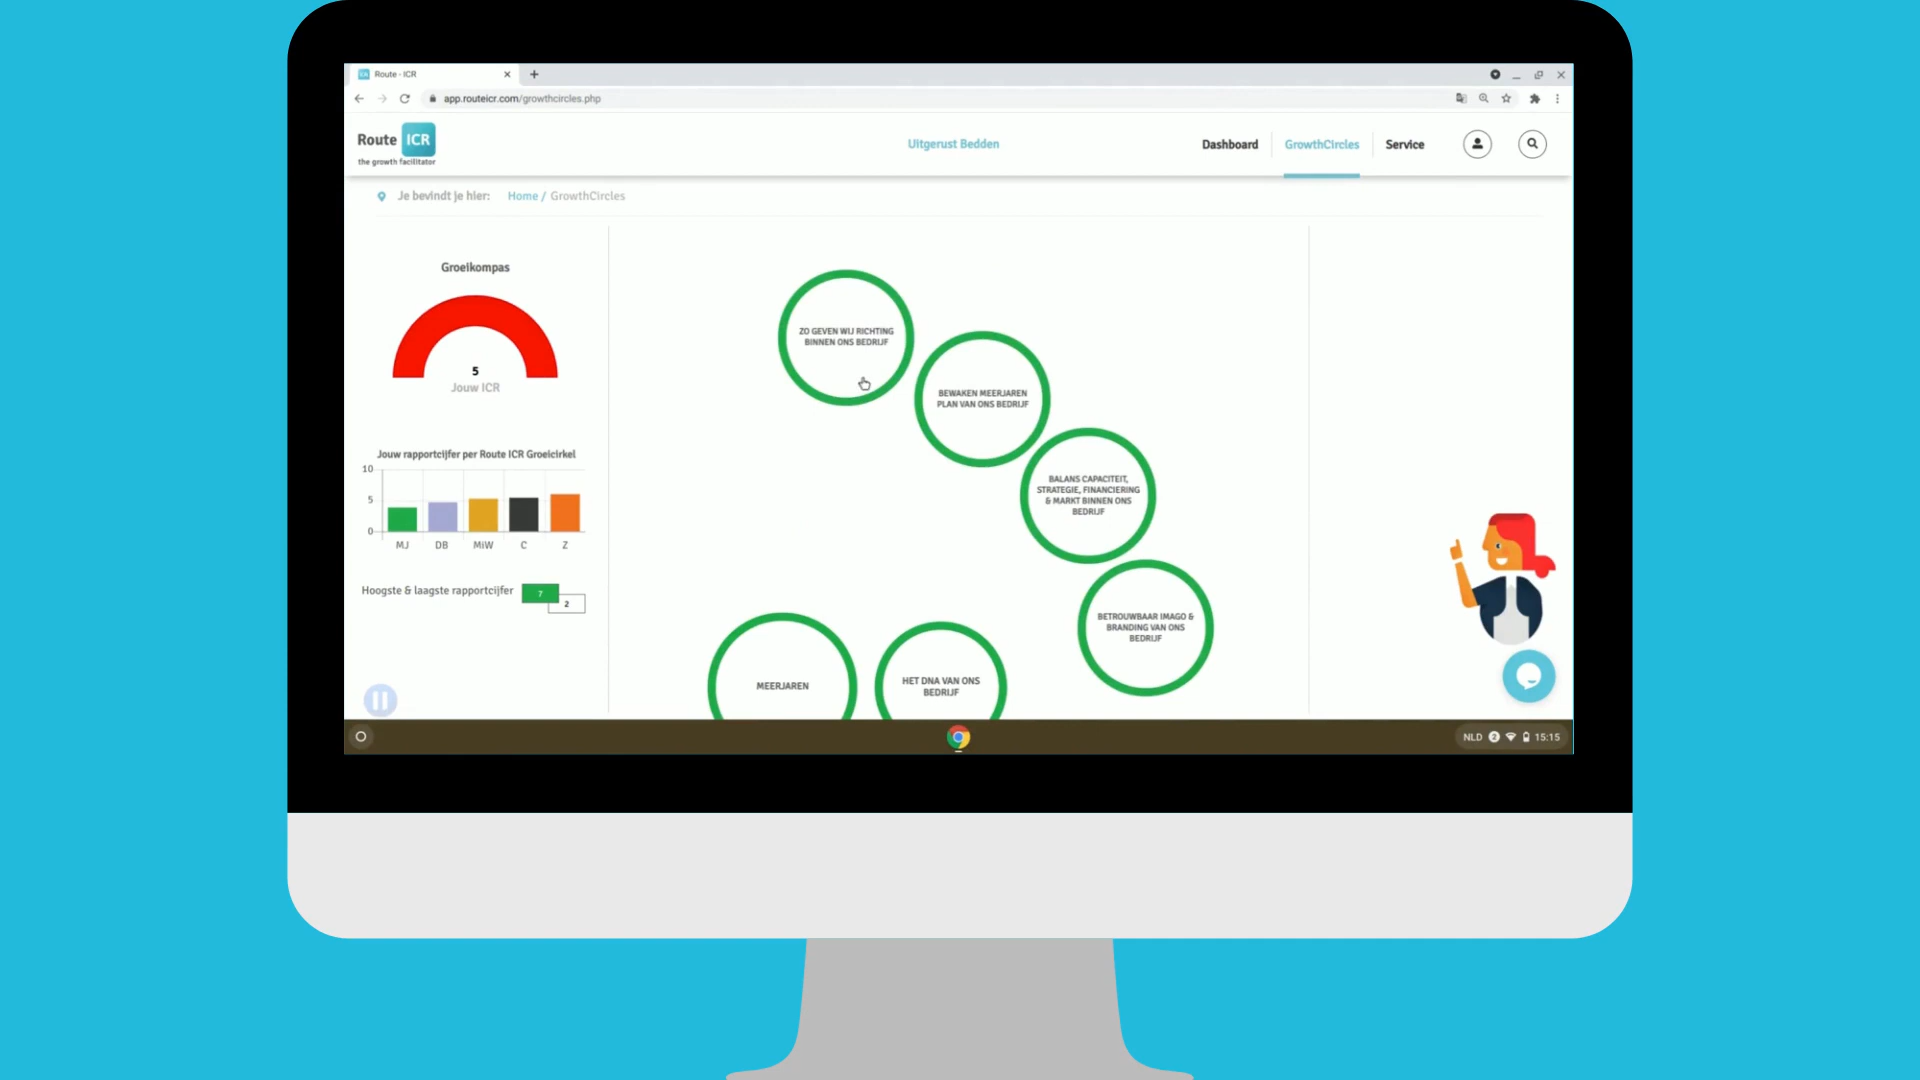 Route - ICR
app.routeicr.com/growthcircles.php
Route ICR
the growth facilitator
Uitgerust Bedden
Dashboard
GrowthCircles
Service
Je bevindt je hier: Home / GrowthCircles
Groeikompas
5
Jouw ICR
Jouw rapportcijfer per Route ICR Groeicirkel
10
5
0
MJ DB MiW C Z
Hoogste & laagste rapportcijfer
7
2
ZO GEVEN WIJ RICHTING
BINNEN ONS BEDRIJF
BEWAKEN MEERJAREN
PLAN VAN ONS BEDRIJF
BALANS CAPACITEIT,
STRATEGIE, FINANCIERING
& MARKT BINNEN ONS
BEDRIJF
BETROUWBAAR IMAGO &
BRANDING VAN ONS
BEDRIJF
MEERJAREN
HET DNA VAN ONS
BEDRIJF
NLD 2 15:15